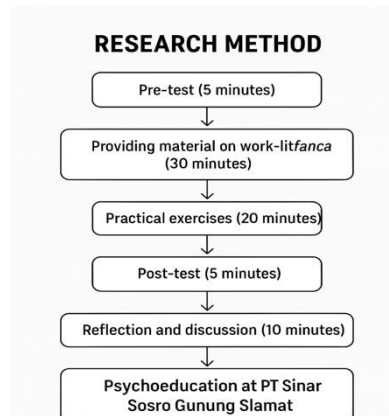 RESEARCH METHOD
Pre-test (5 minutes)
Providing material on work-litfanca
(30 minutes)
Practical exercises (20 minutes)
Post-test (5 minutes)
Reflection and discussion (10 minutes)
Psychoeducation at PT Sinar
Sosro Gunung Slamat